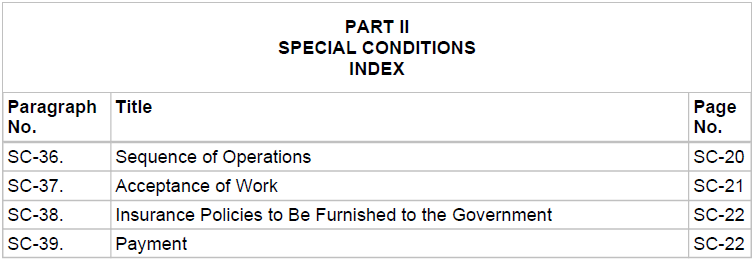 PART II
SPECIAL CONDITIONS
INDEX
Paragraph No. Title Page No.
SC-36. Sequence of Operations SC-20
SC-37. Acceptance of Work SC-21
SC-38. Insurance Policies to Be Furnished to the Government SC-22
SC-39. Payment SC-22